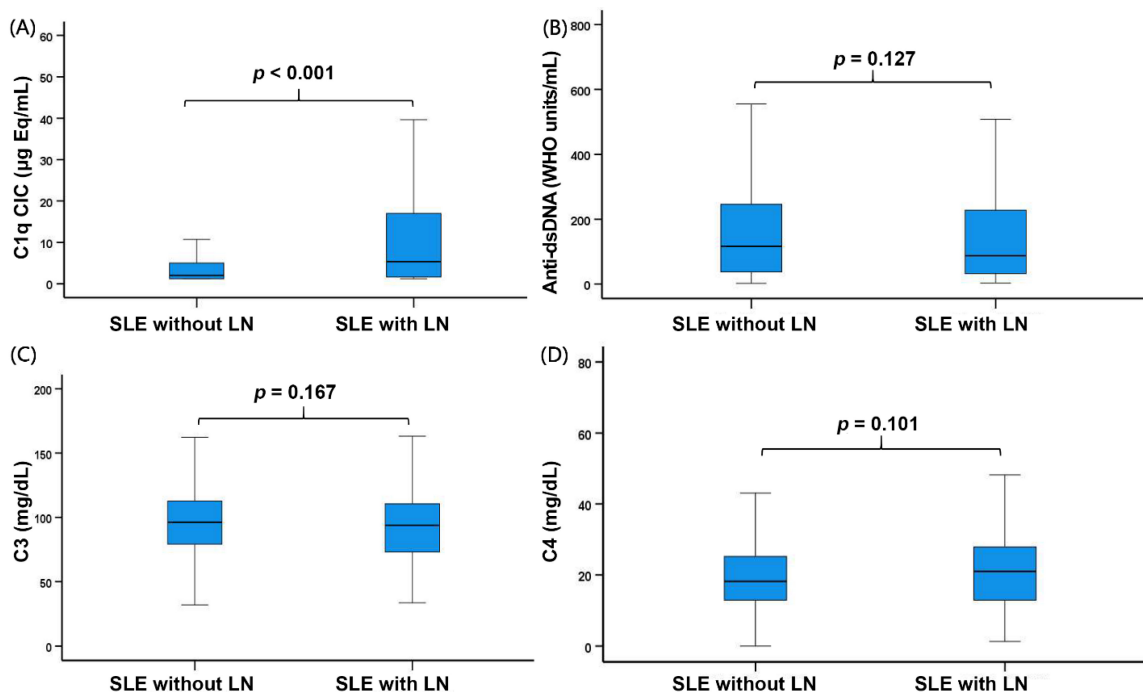 (A)
C1q CIC (µg Eq/mL)
60
50
40
30
20
10
0
p < 0.001
SLE without LN
SLE with LN
(B)
Anti-dsDNA (WHO units/mL)
800
600
400
200
0
p = 0.127
SLE without LN
SLE with LN
(C)
C3 (mg/dL)
200
150
100
50
0
p = 0.167
SLE without LN
SLE with LN
(D)
C4 (mg/dL)
80
60
40
20
0
p = 0.101
SLE without LN
SLE with LN